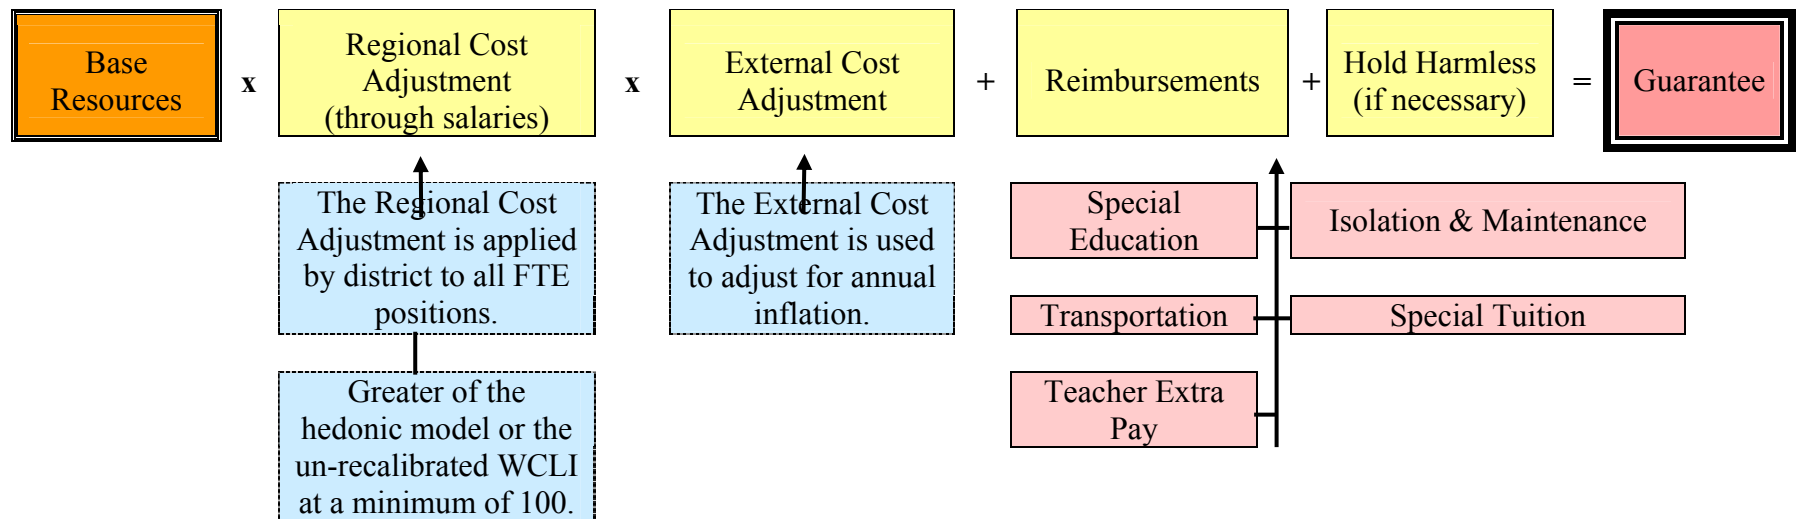 Base
Resources
x
Regional Cost
Adjustment
(through salaries)
x
External Cost
Adjustment
+
Reimbursements
+
Hold Harmless
(if necessary)
=
Guarantee
The Regional Cost
Adjustment is applied
by district to all FTE
positions.
The External Cost
Adjustment is used
to adjust for annual
inflation.
Special
Education
Isolation & Maintenance
Transportation
Special Tuition
Teacher Extra
Pay
Greater of the
hedonic model or the
un-recalibrated WCLI
at a minimum of 100.